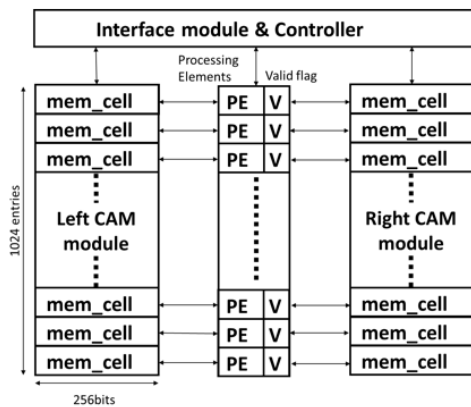 Interface module & Controller
Processing
Elements
Valid flag
mem_cell PE V mem_cell
mem_cell PE V mem_cell
mem_cell PE V mem_cell
1024 entries
Left CAM
module
Right CAM
module
mem_cell PE V mem_cell
mem_cell PE V mem_cell
mem_cell PE V mem_cell
256bits